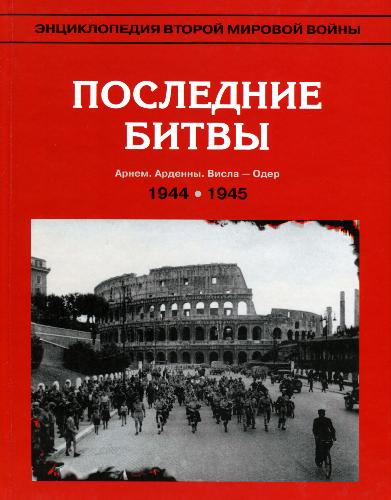 ЭНЦИКЛОПЕДИЯ ВТОРОЙ МИРОВОЙ ВОЙНЫ
ПОСЛЕДНИЕ
БИТВЫ
Арнем. Арденны. Висла — Одер
1944 • 1945